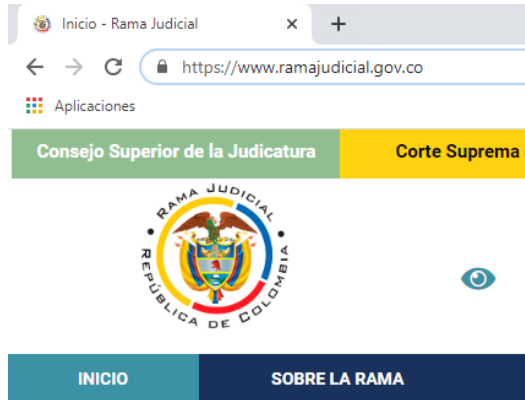 Inicio - Rama Judicial
https://www.ramajudicial.gov.co
Aplicaciones
Consejo Superior de la Judicatura Corte Suprema
RAMA JUDICIAL
REPÚBLICA DE COLOMBIA
INICIO SOBRE LA RAMA